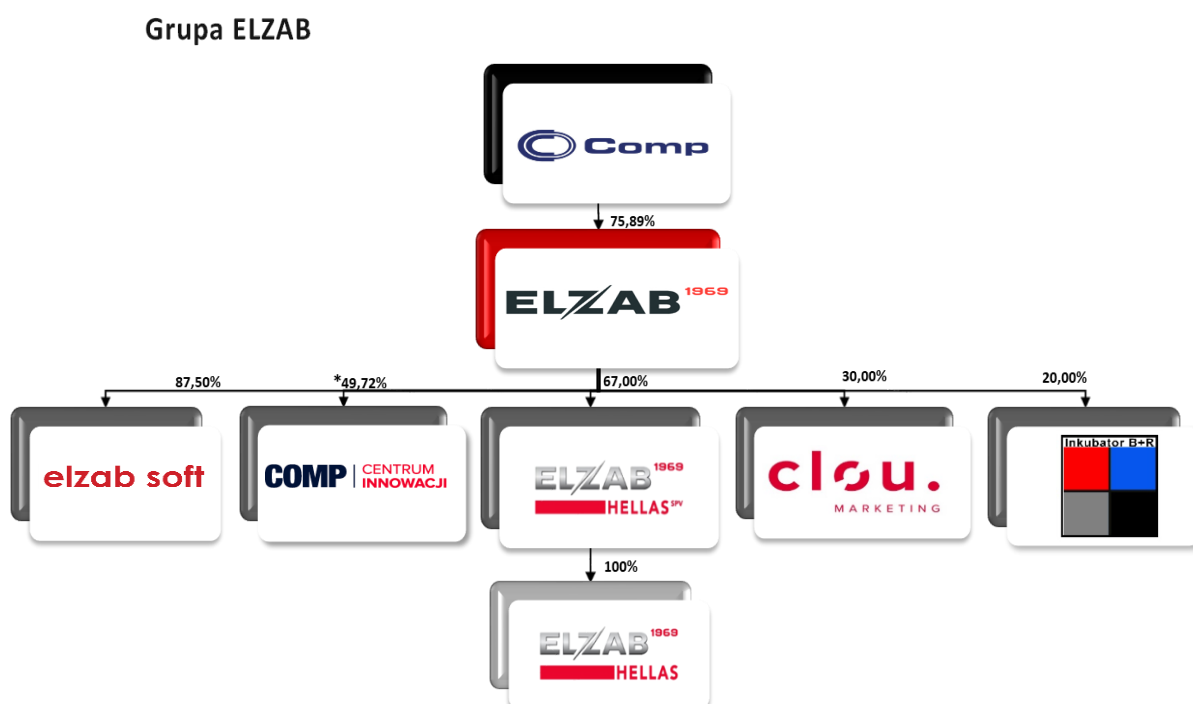 Grupa ELZAB
Comp
75,89%
ELZAB 1969
87,50%
*49,72%
67,00%
30,00%
20,00%
elzab soft
COMP CENTRUM
INNOWACJI
ELZAB 1969
HELLAS SPV
clou.
MARKETING
Inkubator B+R
100%
ELZAB 1969
HELLAS